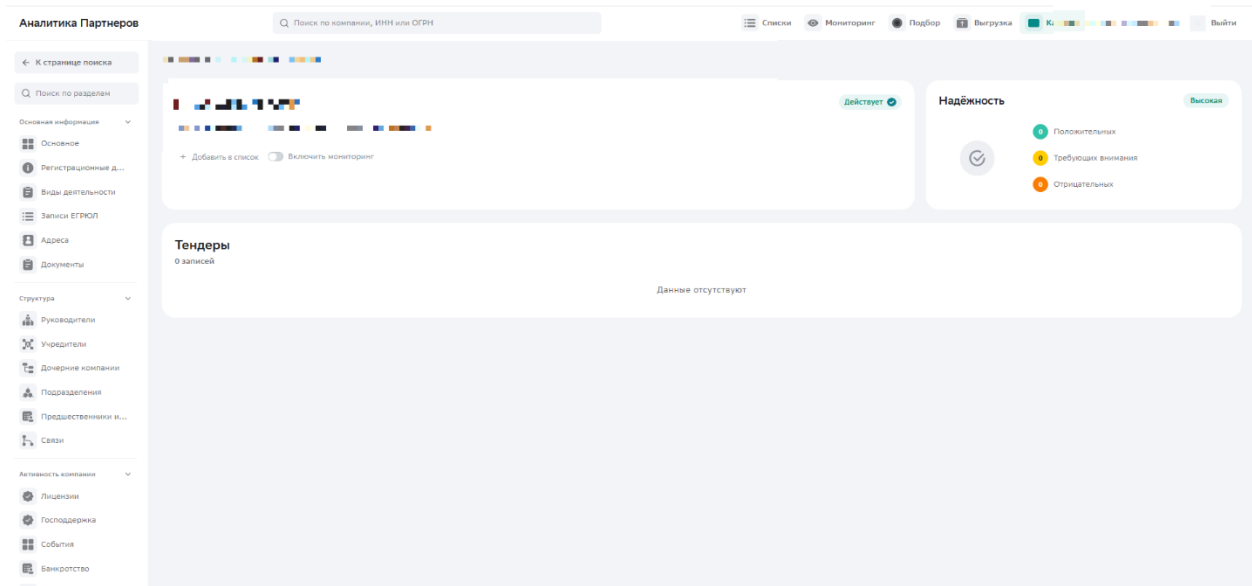 Аналитика Партнеров
Поиск по компании, ИНН или ОГРН
Списки
Мониторинг
Подбор
Выгрузка
Выйти
К странице поиска
Поиск по разделам
Основная информация
Основное
Регистрационные д...
Виды деятельности
Записи ЕГРЮЛ
Адреса
Документы
Структура
Руководители
Учредители
Дочерние компании
Подразделения
Предшественники и...
Связи
Активность компании
Лицензии
Господдержка
События
Банкротство
Действует
+ Добавить в список
Включить мониторинг
Надёжность
Высокая
0 Положительных
0 Требующих внимания
0 Отрицательных
Тендеры
0 записей
Данные отсутствуют